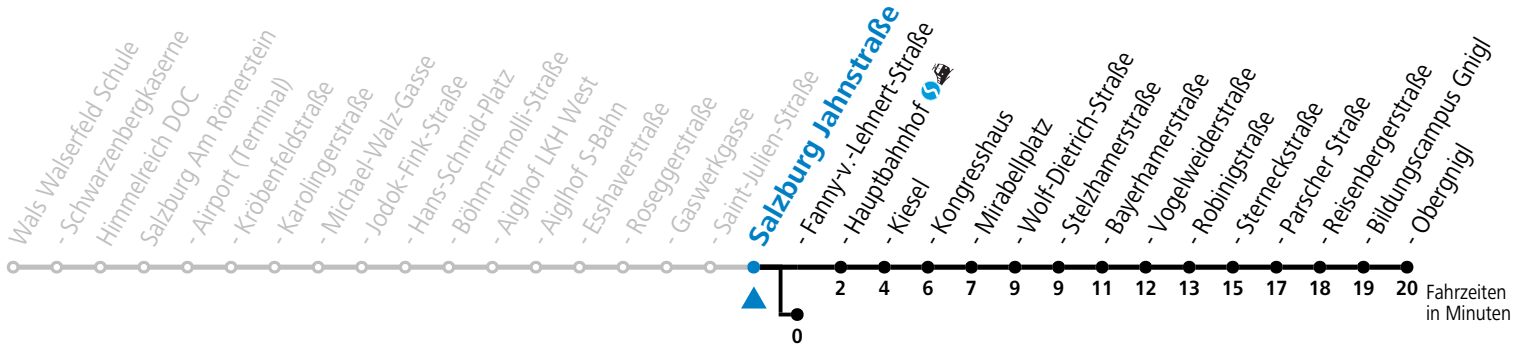 Wals Walserfeld Schule
- Schwarzenbergkaserne
Himmelreich DOC
Salzburg Am Römerstein
- Airport (Terminal)
- Kröbenfeldstraße
- Karolingerstraße
- Michael-Walz-Gasse
- Jodok-Fink-Straße
- Hans-Schmid-Platz
- Böhm-Ermolli-Straße
- Aiglhof LKH West
- Aiglhof S-Bahn
- Esshaverstraße
- Roseggerstraße
- Gaswerkgasse
- Saint-Julien-Straße
Salzburg Jahnstraße
- Fanny-v.-Lehnert-Straße
- Hauptbahnhof
- Kiesel
- Kongresshaus
- Mirabellplatz
- Wolf-Dietrich-Straße
- Stelzhamerstraße
- Bayerhamerstraße
- Vogelweiderstraße
- Robinigstraße
- Sterneckstraße
- Parscher Straße
- Reisenbergerstraße
- Bildungscampus Gnigl
- Obergnigl
2 4 6 7 9 9 11 12 13 15 17 18 19 20
Fahrzeiten
in Minuten
0